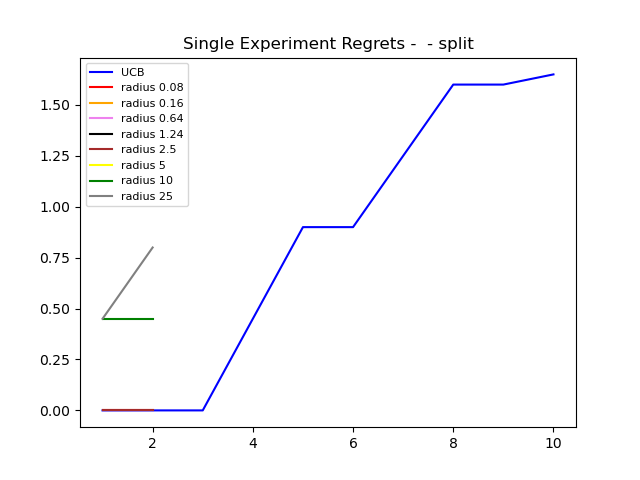 Single Experiment Regrets -  - split
UCB
radius 0.08
radius 0.16
radius 0.64
radius 1.24
radius 2.5
radius 5
radius 10
radius 25
1.50
1.25
1.00
0.75
0.50
0.25
0.00
2 4 6 8 10